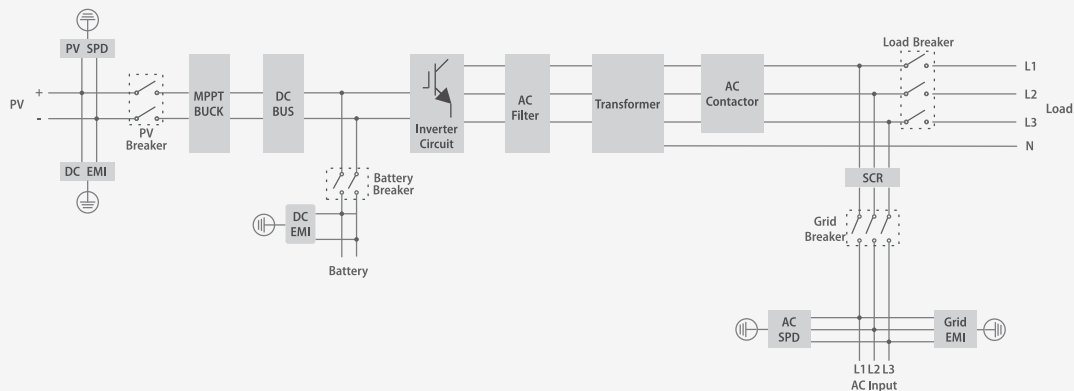 PV SPD
PV
+
-
PV
Breaker
DC EMI
MPPT
BUCK
DC
BUS
Battery
Breaker
DC
EMI
Battery
Inverter
Circuit
AC
Filter
Transformer
AC
Contactor
Load Breaker
L1
L2
L3
N
Load
SCR
Grid
Breaker
AC
SPD
Grid
EMI
L1 L2 L3
AC Input